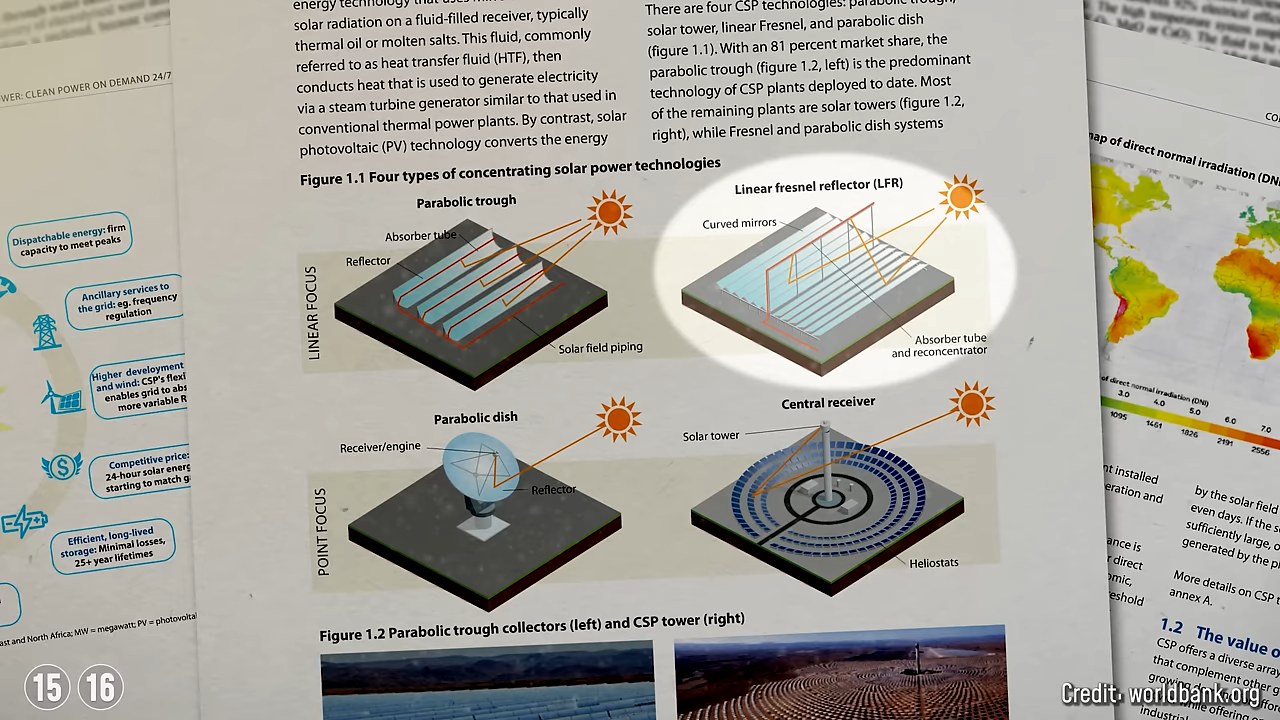 energy technology that uses
solar radiation on a fluid-filled receiver, typically
thermal oil or molten salts. This fluid, commonly
referred to as heat transfer fluid (HTF), then
conducts heat that is used to generate electricity
via a steam turbine generator similar to that used in
conventional thermal power plants. By contrast, solar
photovoltaic (PV) technology converts the energy
There are four CSP technologies: parabolic trough,
solar tower, linear Fresnel, and parabolic dish
(figure 1.1). With an 81 percent market share, the
parabolic trough (figure 1.2, left) is the predominant
technology of CSP plants deployed to date. Most
of the remaining plants are solar towers (figure 1.2,
right), while Fresnel and parabolic dish systems
Figure 1.1 Four types of concentrating solar power technologies
LINEAR FOCUS
Parabolic trough
Absorber tube
Reflector
Solar field piping
Linear fresnel reflector (LFR)
Curved mirrors
Absorber tube
and reconcentrator
POINT FOCUS
Parabolic dish
Receiver/engine
Reflector
Central receiver
Solar tower
Heliostats
Figure 1.2 Parabolic trough collectors (left) and CSP tower (right)
WER: CLEAN POWER ON DEMAND 24/7
Dispatchable energy: firm
capacity to meet peaks
Ancillary services to
the grid: eg. frequency
regulation
Higher development
and wind: CSP's flexi
enables grid to abs
more variable R
Competitive price:
24-hour solar energ
starting to match g
Efficient, long-lived
storage: Minimal losses,
25+ year lifetimes
ast and North Africa; MW = megawatt; PV = photovoltai
CO
map of direct normal irradiation (DNI
of direct normal irradiation (DNI)
3.0 4.0 5.0 6.0 7.0
1095 1461 1826 2191 2556
nt installed
eration and
ance is
r direct
omic,
eshold
by the solar field
even days. If the s
sufficiently large, o
generated by the pl
More details on CSP t
annex A.
1.2 The value o
CSP offers a diverse array
that complement other
growing
while offering
industrial
15 16
Credit: worldbank.org